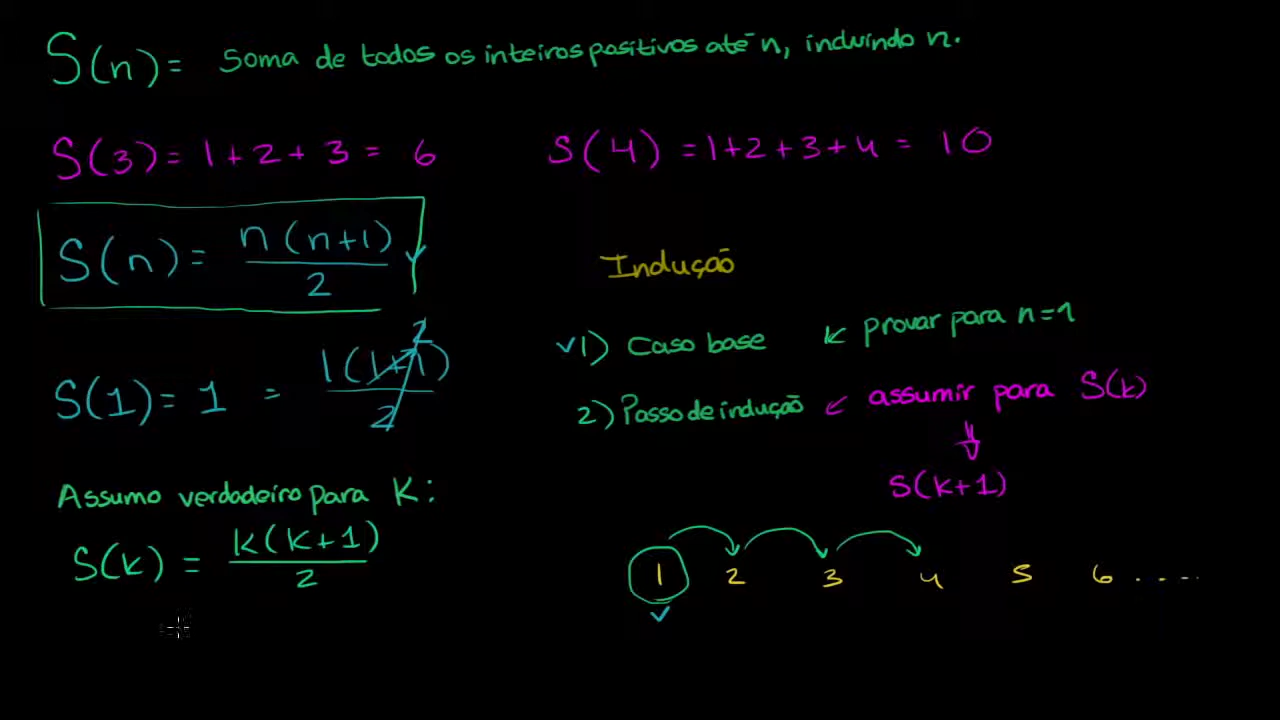 S(n) = Soma de todos os inteiros positivos até n, incluindo n.
S(3) = 1 + 2 + 3 = 6
S(4) = 1+2+3+4 = 10
S(n) = n(n+1)/2
Indução
S(1) = 1 = 1(1+1)/2
2
1) Caso base ← provar para n=1
2) Passo de indução ← assumir para S(k)
↓
S(k+1)
Assumo verdadeiro para K:
S(k) = k(k+1)/2
1 2 3 4 5 6 .....